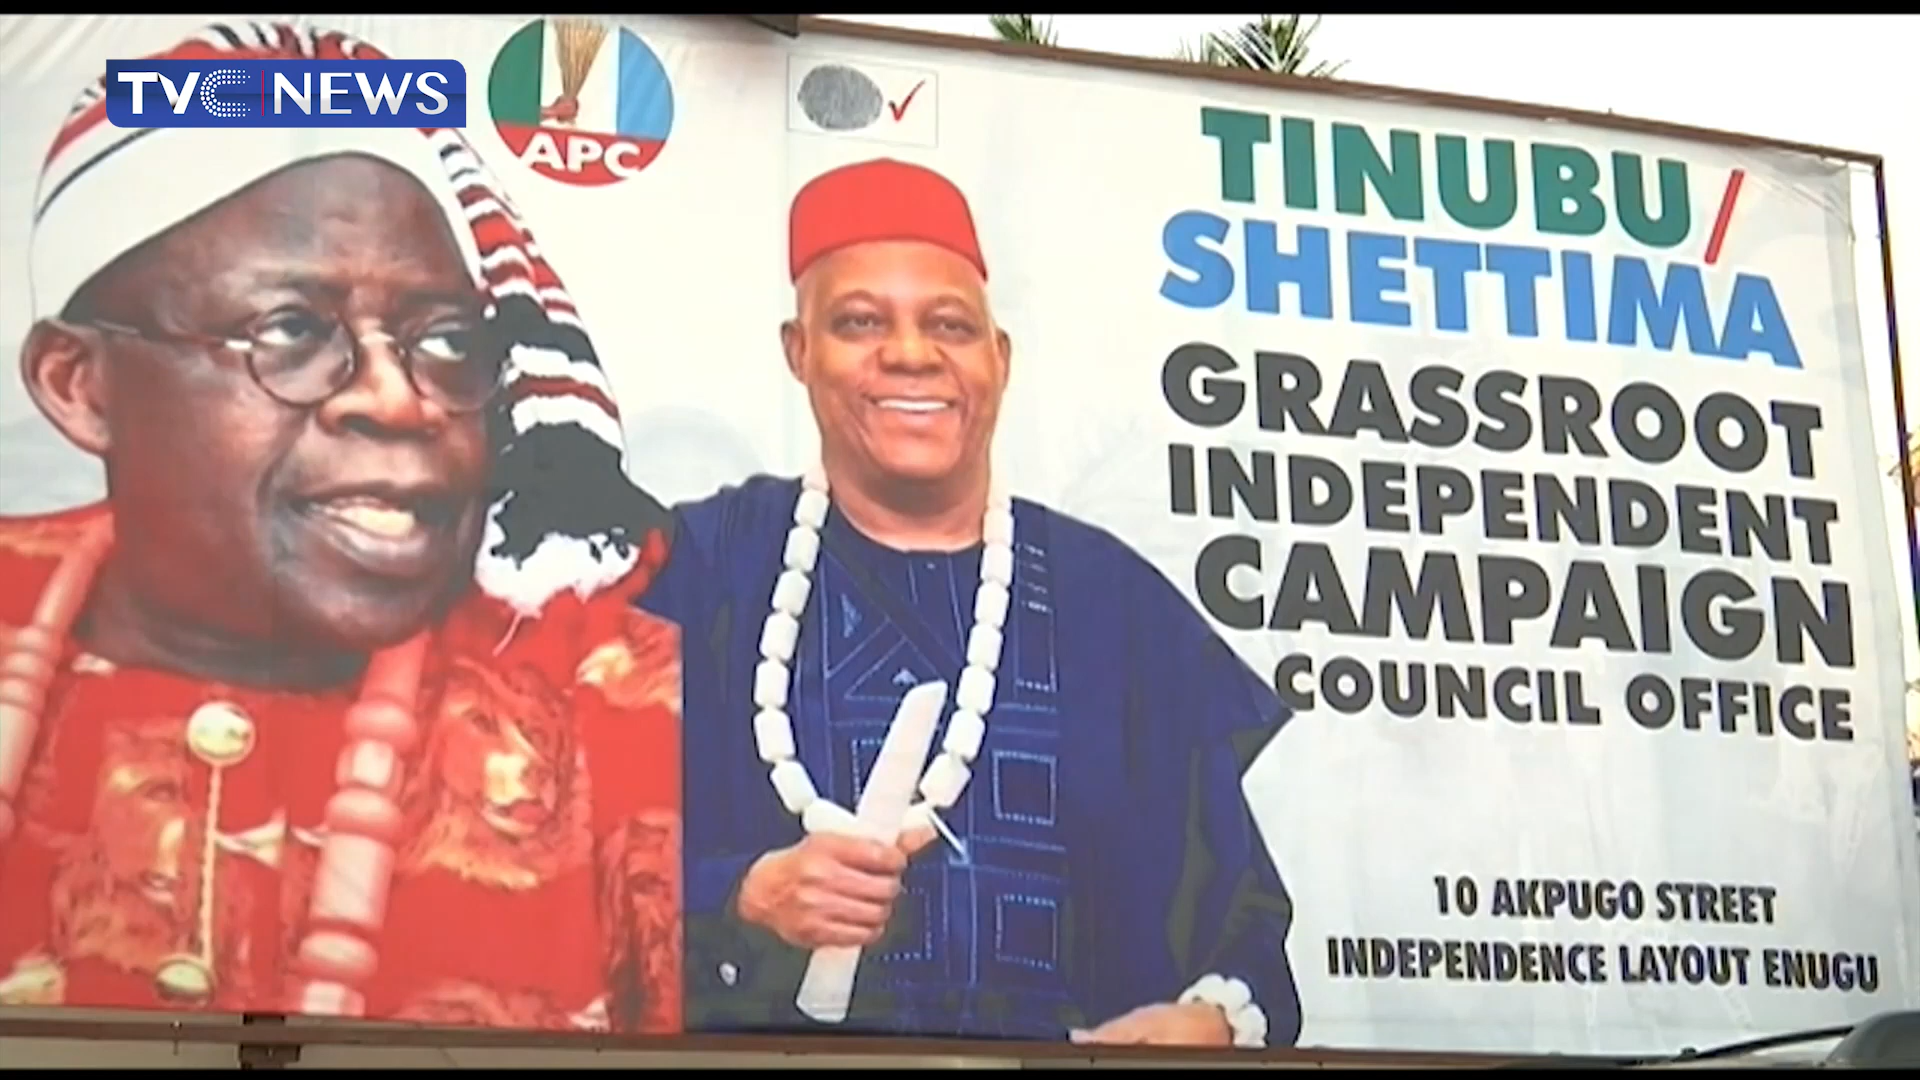 TVC NEWS
APC
TINUBU/
SHETTIMA
GRASSROOT
INDEPENDENT
CAMPAIGN
COUNCIL OFFICE
10 AKPUGO STREET
INDEPENDENCE LAYOUT ENUGU